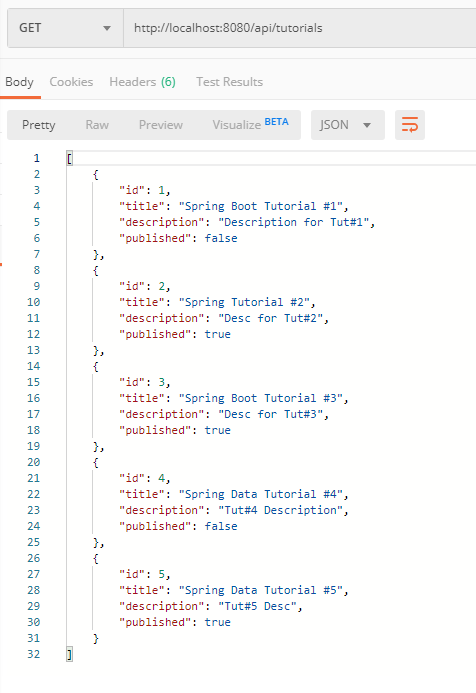 GET http://localhost:8080/api/tutorials
Body Cookies Headers (6) Test Results
Pretty Raw Preview Visualize BETA JSON
1 [
2 {
3 "id": 1,
4 "title": "Spring Boot Tutorial #1",
5 "description": "Description for Tut#1",
6 "published": false
7 },
8 {
9 "id": 2,
10 "title": "Spring Tutorial #2",
11 "description": "Desc for Tut#2",
12 "published": true
13 },
14 {
15 "id": 3,
16 "title": "Spring Boot Tutorial #3",
17 "description": "Desc for Tut#3",
18 "published": true
19 },
20 {
21 "id": 4,
22 "title": "Spring Data Tutorial #4",
23 "description": "Tut#4 Description",
24 "published": false
25 },
26 {
27 "id": 5,
28 "title": "Spring Data Tutorial #5",
29 "description": "Tut#5 Desc",
30 "published": true
31 }
32 ]